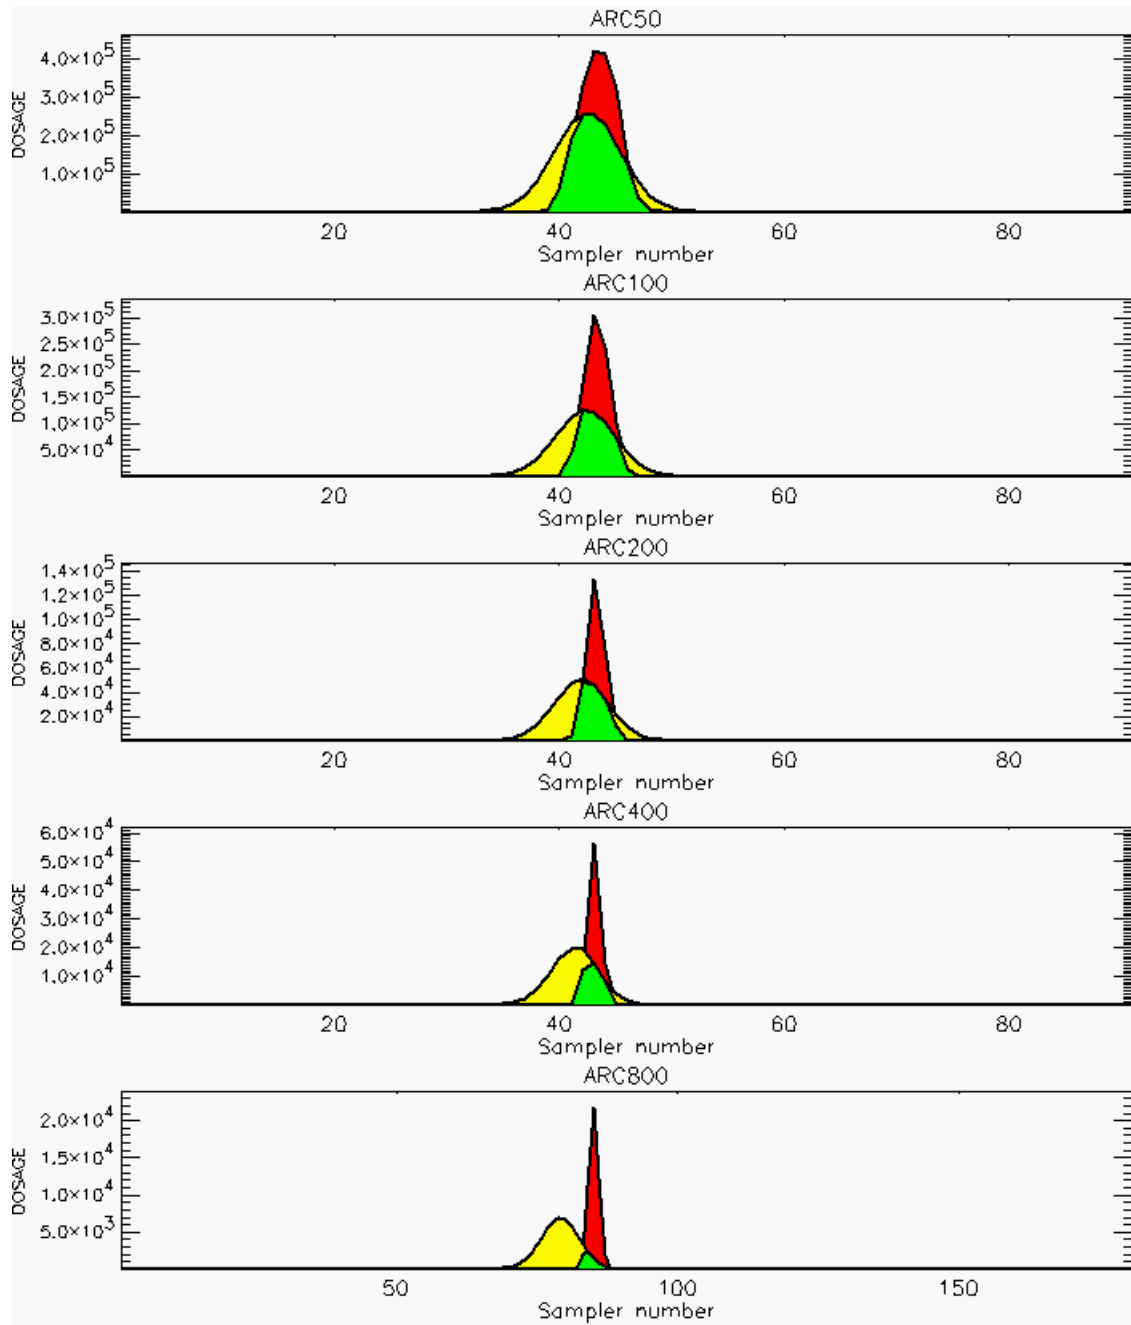 ARC50
4.0×10⁵
3.0×10⁵
2.0×10⁵
1.0×10⁵
DOSAGE
20 40 60 80
Sampler number
ARC100
3.0×10⁵
2.5×10⁵
2.0×10⁵
1.5×10⁵
1.0×10⁵
5.0×10⁴
DOSAGE
20 40 60 80
Sampler number
ARC200
1.4×10⁵
1.2×10⁵
1.0×10⁵
8.0×10⁴
6.0×10⁴
4.0×10⁴
2.0×10⁴
DOSAGE
20 40 60 80
Sampler number
ARC400
6.0×10⁴
5.0×10⁴
4.0×10⁴
3.0×10⁴
2.0×10⁴
1.0×10⁴
DOSAGE
20 40 60 80
Sampler number
ARC800
2.0×10⁴
1.5×10⁴
1.0×10⁴
5.0×10³
DOSAGE
50 100 150
Sampler number